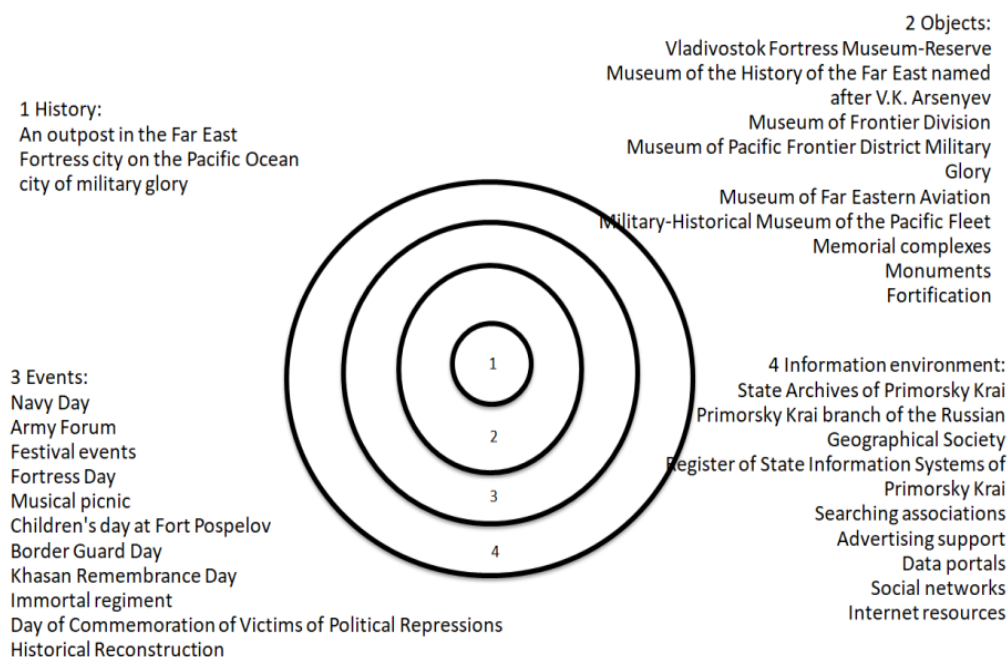 1 History:
An outpost in the Far East
Fortress city on the Pacific Ocean
city of military glory
2 Objects:
Vladivostok Fortress Museum-Reserve
Museum of the History of the Far East named
after V.K. Arsenyev
Museum of Frontier Division
Museum of Pacific Frontier District Military
Glory
Museum of Far Eastern Aviation
Military-Historical Museum of the Pacific Fleet
Memorial complexes
Monuments
Fortification
1
2
3
4
3 Events:
Navy Day
Army Forum
Festival events
Fortress Day
Musical picnic
Children's day at Fort Pospelov
Border Guard Day
Khasan Remembrance Day
Immortal regiment
Day of Commemoration of Victims of Political Repressions
Historical Reconstruction
4 Information environment:
State Archives of Primorsky Krai
Primorsky Krai branch of the Russian
Geographical Society
Register of State Information Systems of
Primorsky Krai
Searching associations
Advertising support
Data portals
Social networks
Internet resources